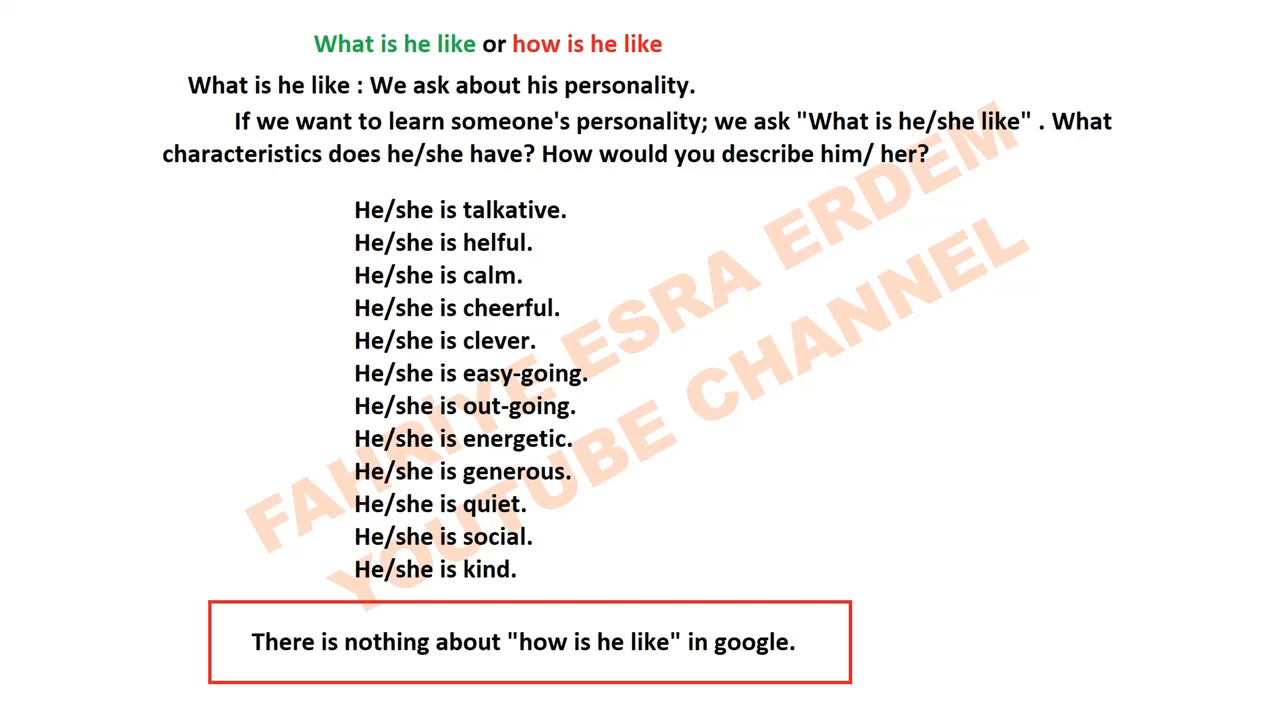 What is he like or how is he like
What is he like : We ask about his personality.
If we want to learn someone's personality; we ask "What is he/she like" . What
characteristics does he/she have? How would you describe him/ her?
He/she is talkative.
He/she is helful.
He/she is calm.
He/she is cheerful.
He/she is clever.
He/she is easy-going.
He/she is out-going.
He/she is energetic.
He/she is generous.
He/she is quiet.
He/she is social.
He/she is kind.
There is nothing about "how is he like" in google.
FAHRİYE ESRA ERDEM
YOUTUBE CHANNEL